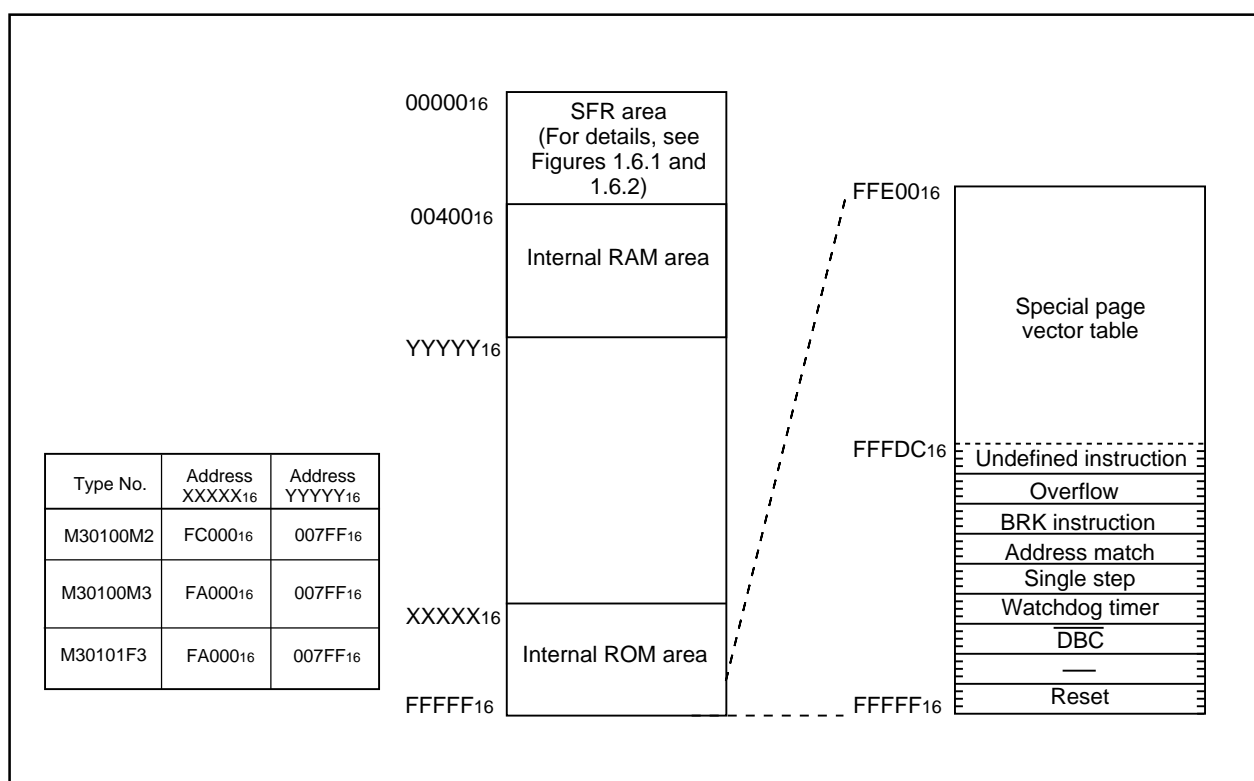 0000016
SFR area
(For details, see
Figures 1.6.1 and
1.6.2)
0040016
Internal RAM area
YYYYY16
XXXXX16
Internal ROM area
FFFFF16
FFE0016
Special page
vector table
FFFDC16
Undefined instruction
Overflow
BRK instruction
Address match
Single step
Watchdog timer
DBC
—
Reset
FFFFF16
Type No.
Address
XXXXX16
Address
YYYYY16
M30100M2
FC00016
007FF16
M30100M3
FA00016
007FF16
M30101F3
FA00016
007FF16